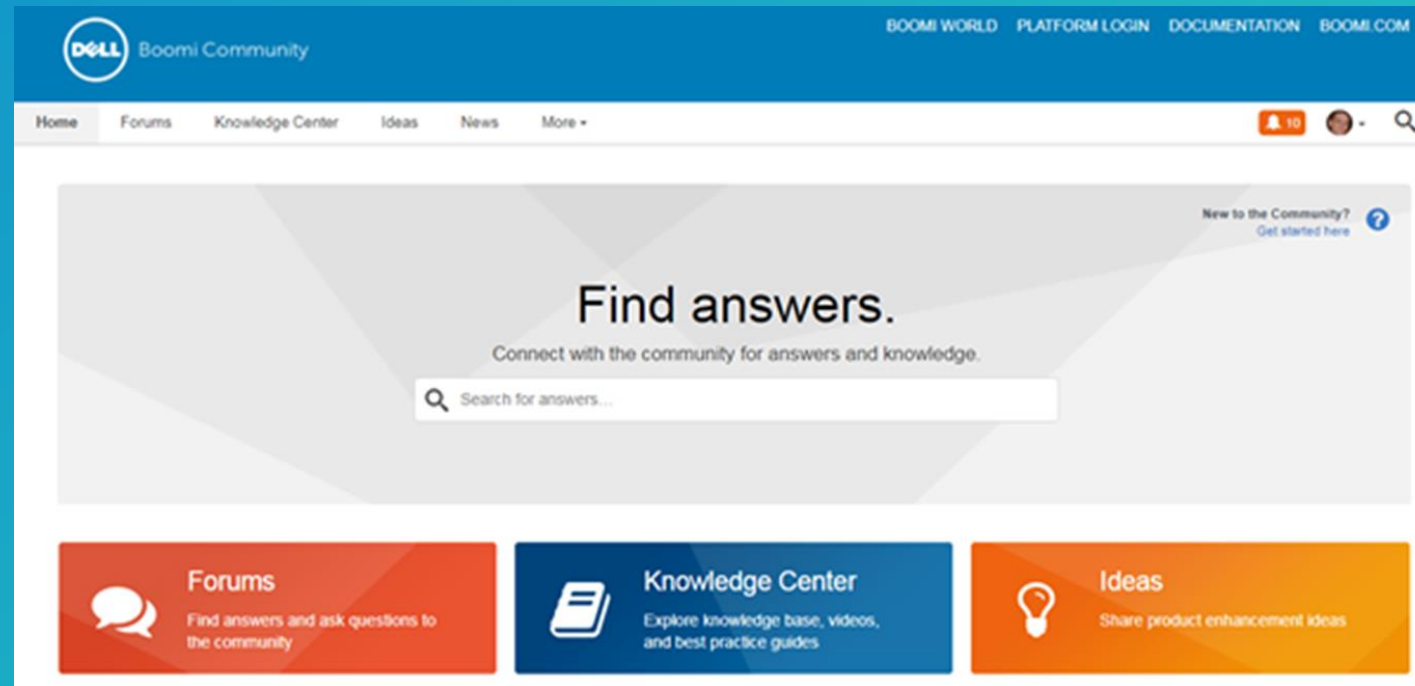 BOOMI WORLD PLATFORM LOGIN DOCUMENTATION BOOMI.COM
DELL Boomi Community
Home Forums Knowledge Center Ideas News More
10
New to the Community?
Get started here
?
Find answers.
Connect with the community for answers and knowledge.
Search for answers...
Forums
Find answers and ask questions to
the community
Knowledge Center
Explore knowledge base, videos,
and best practice guides
Ideas
Share product enhancement ideas